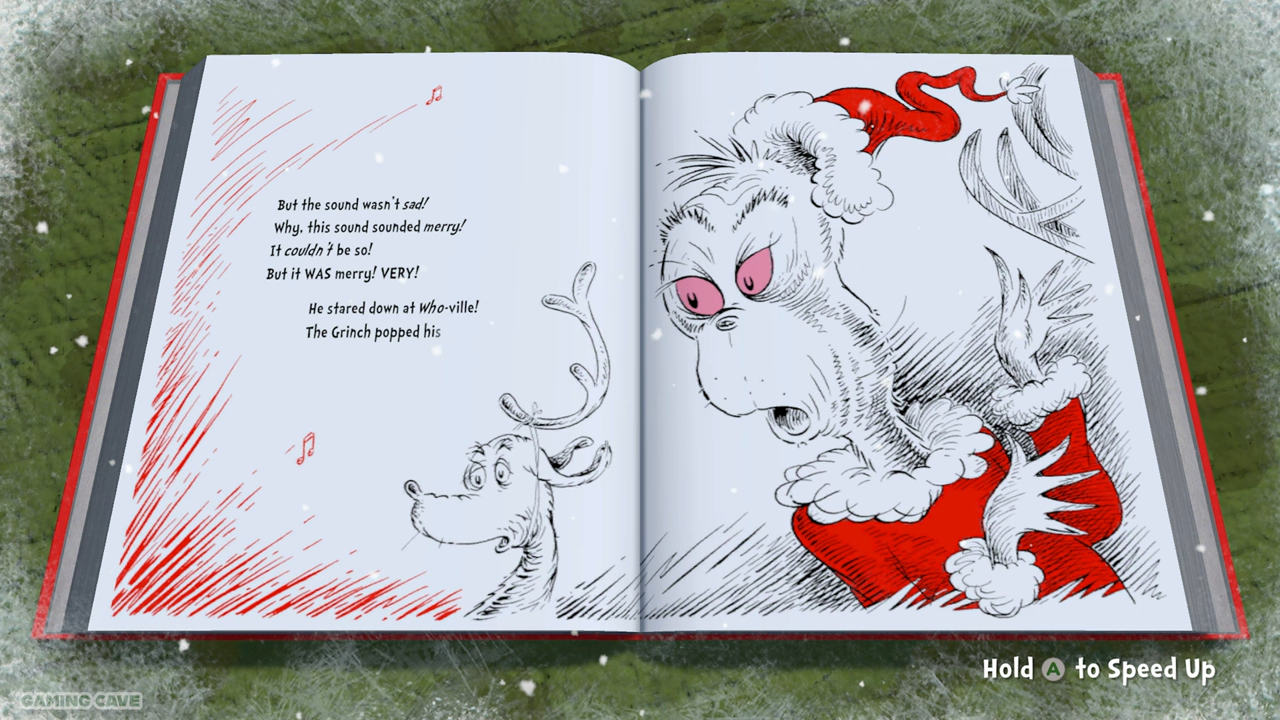 But the sound wasn't sad!
Why, this sound sounded merry!
It couldn't be so!
But it WAS merry! VERY!
He stared down at Who-ville!
The Grinch popped his
Hold A to Speed Up
GAMING CAVE